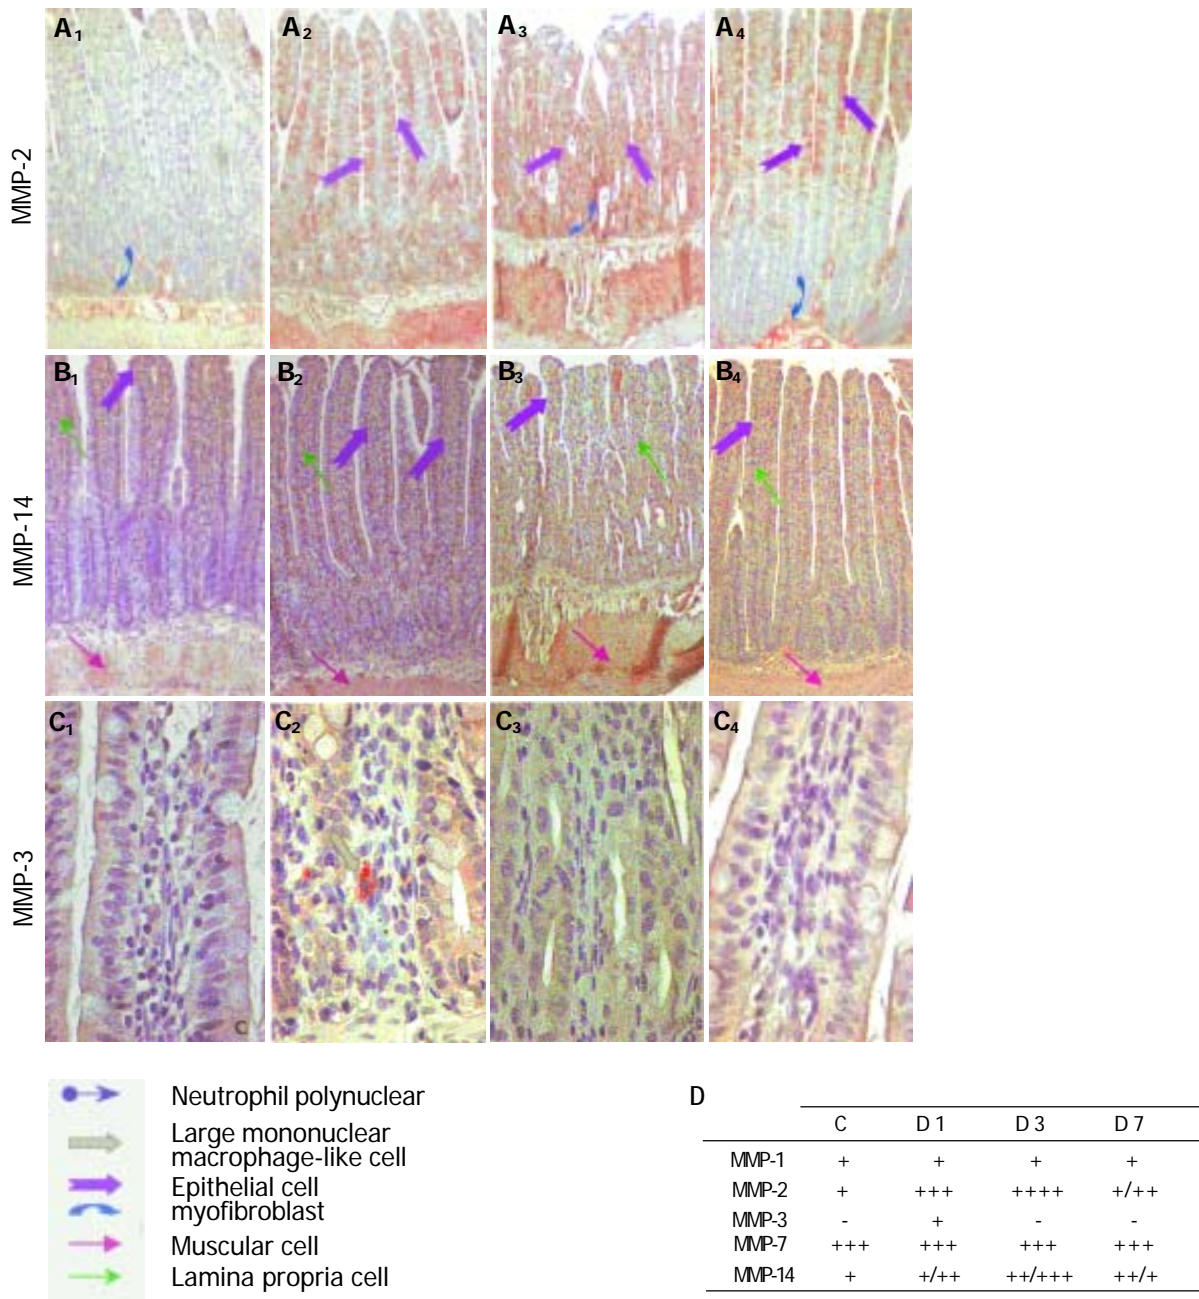 A1 A2 A3 A4
MMP-2
B1 B2 B3 B4
MMP-14
C1 C2 C3 C4
MMP-3
C
Neutrophil polynuclear
Large mononuclear
macrophage-like cell
Epithelial cell
myofibroblast
Muscular cell
Lamina propria cell
D
C D 1 D 3 D 7
MMP-1 + + + +
MMP-2 + +++ ++++ +/++
MMP-3 - + - -
MMP-7 +++ +++ +++ +++
MMP-14 + +/++ ++/+++ ++/+